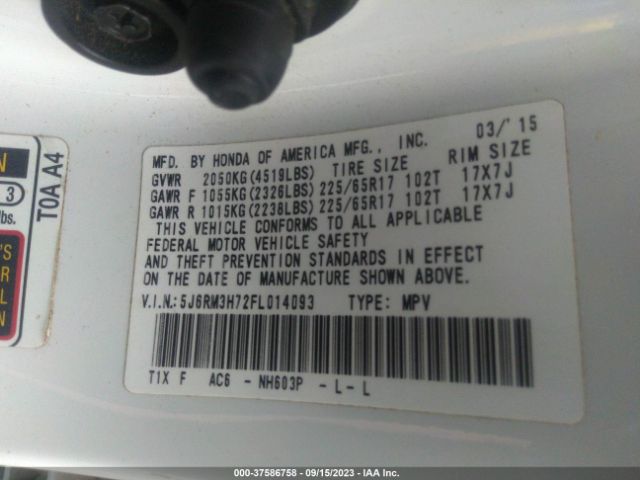 MFD. BY HONDA OF AMERICA MFG., INC. 03/'15
GVWR 2050KG(4519LBS) TIRE SIZE RIM SIZE
GAWR F 1055KG(2326LBS) 225/65R17 102T 17X7J
GAWR R 1015KG(2238LBS) 225/65R17 102T 17X7J
THIS VEHICLE CONFORMS TO ALL APPLICABLE
FEDERAL MOTOR VEHICLE SAFETY
AND THEFT PREVENTION STANDARDS IN EFFECT
ON THE DATE OF MANUFACTURE SHOWN ABOVE.
V.I.N.: 5J6RM3H72FL014093 TYPE: MPV
T1X F AC6 - NH603P - L - L
T0A A4
N
3
lbs.
'S
R
L
N
000-37586758 - 09/15/2023 - IAA Inc.